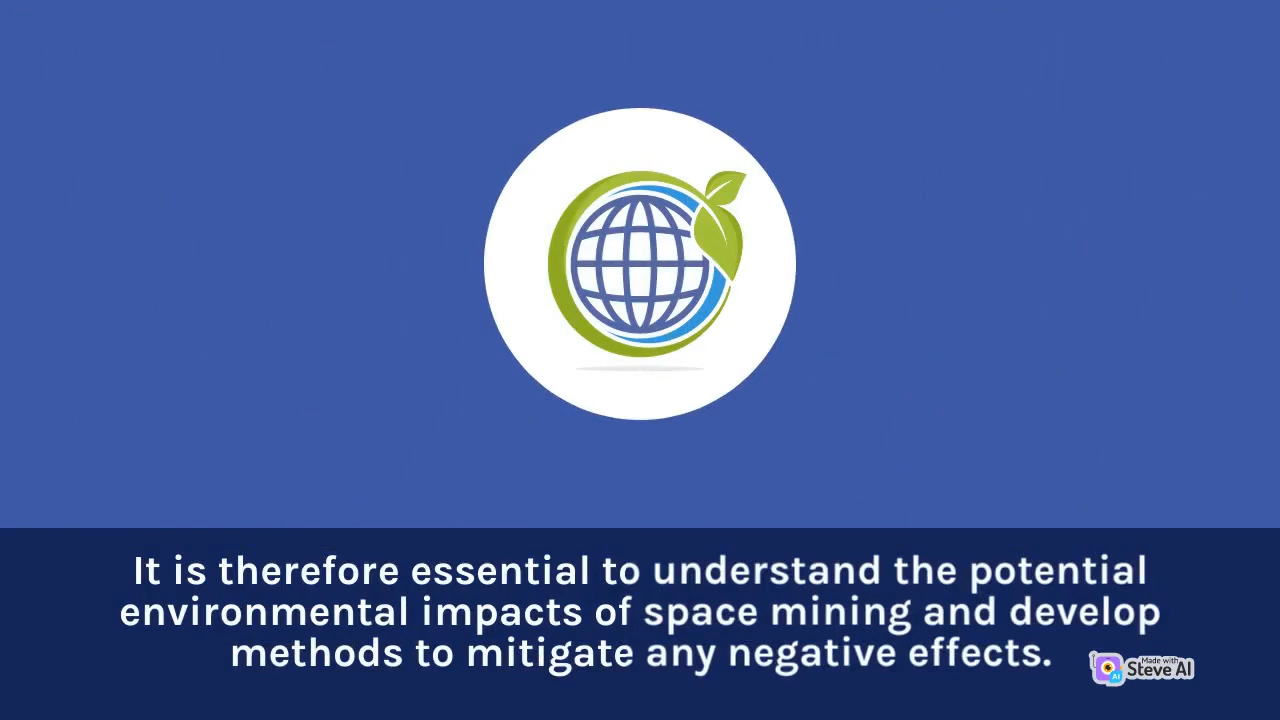 It is therefore essential to understand the potential
environmental impacts of space mining and develop
methods to mitigate any negative effects.
Made with
Steve AI
AI